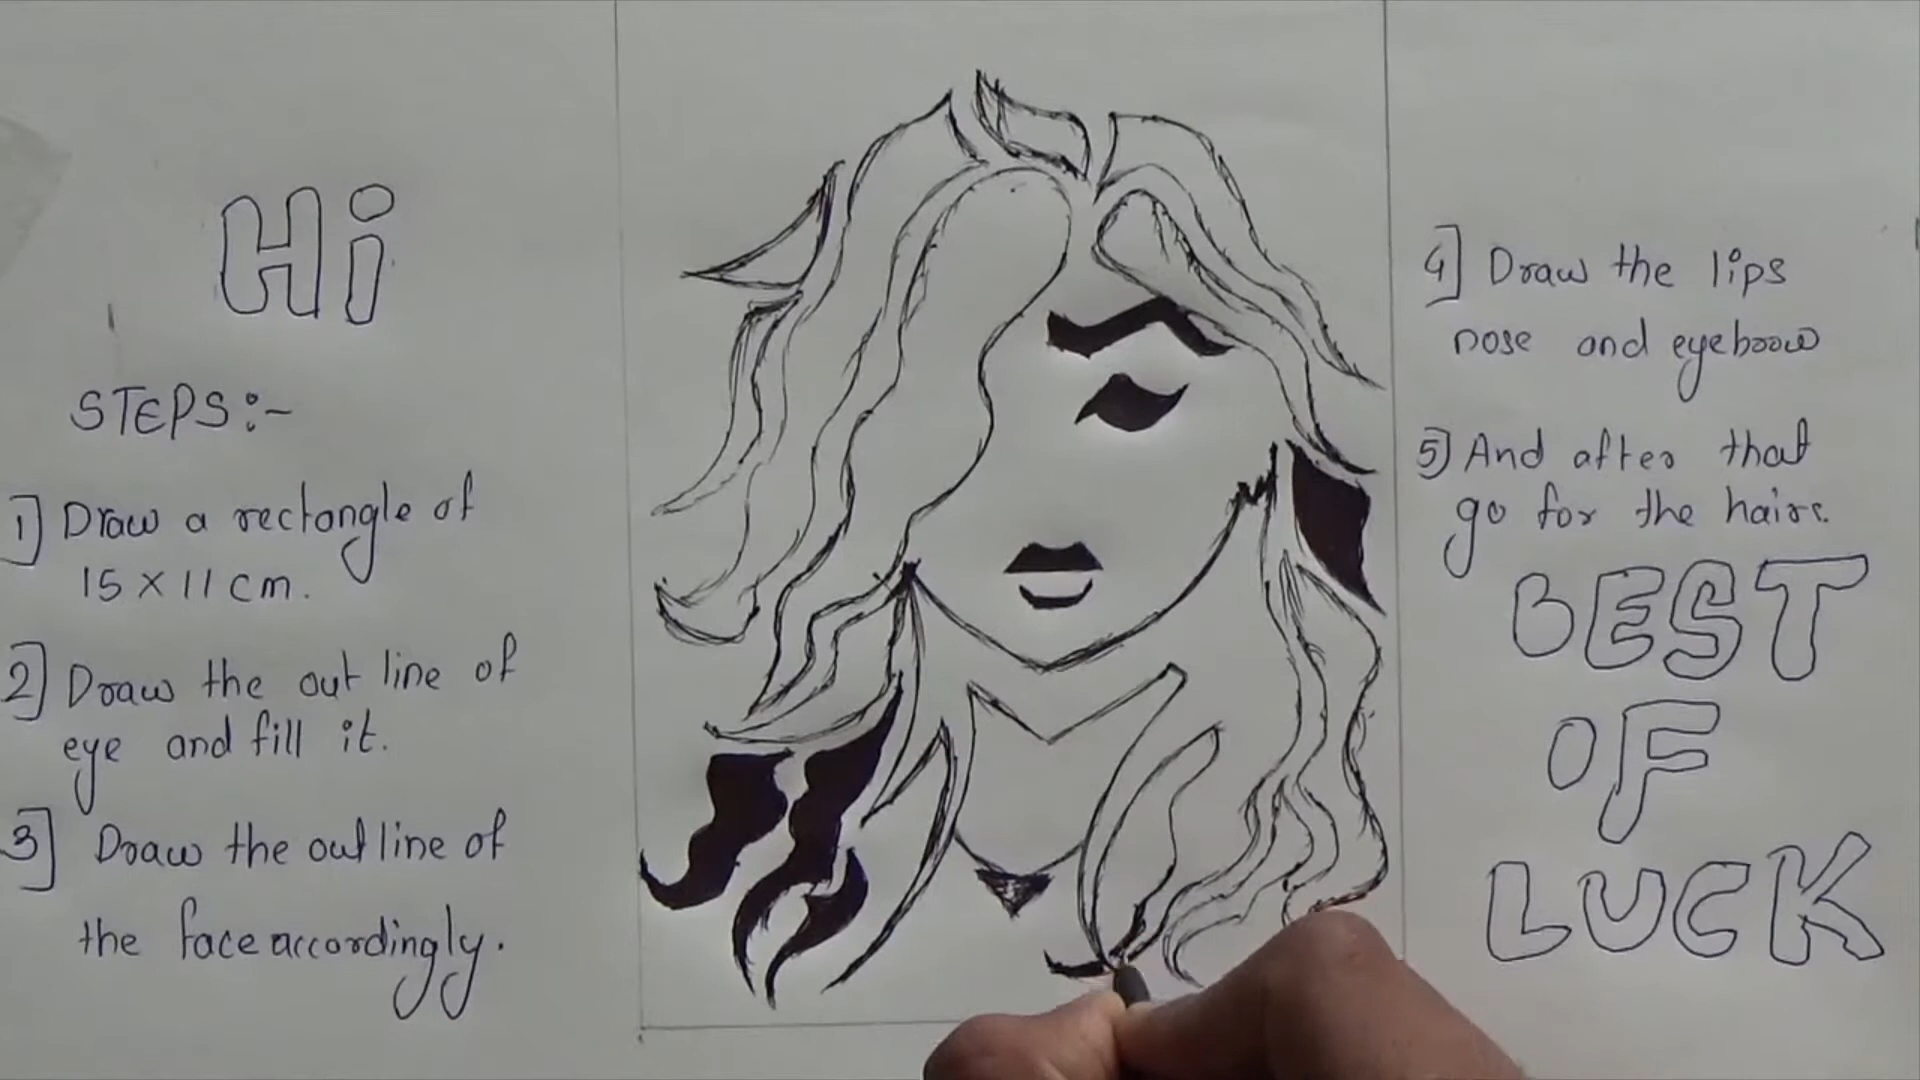 Hi
STEPS:-
1] Draw a rectangle of
15 x 11 cm.
2] Draw the out line of
eye and fill it.
3] Draw the out line of
the face accordingly.
4] Draw the lips
nose and eyebrow
5] And after that
go for the hairs.
BEST
OF
LUCK